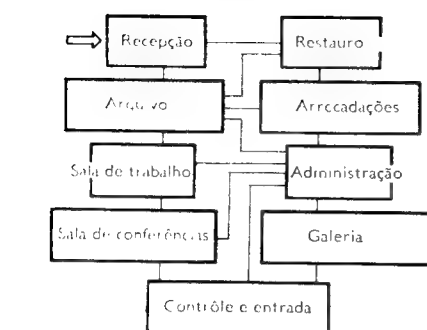 Recepção
Restauro
Arquivo
Arrecadações
Sala de trabalho
Administração
Sala de conferências
Galeria
Contrôle e entrada